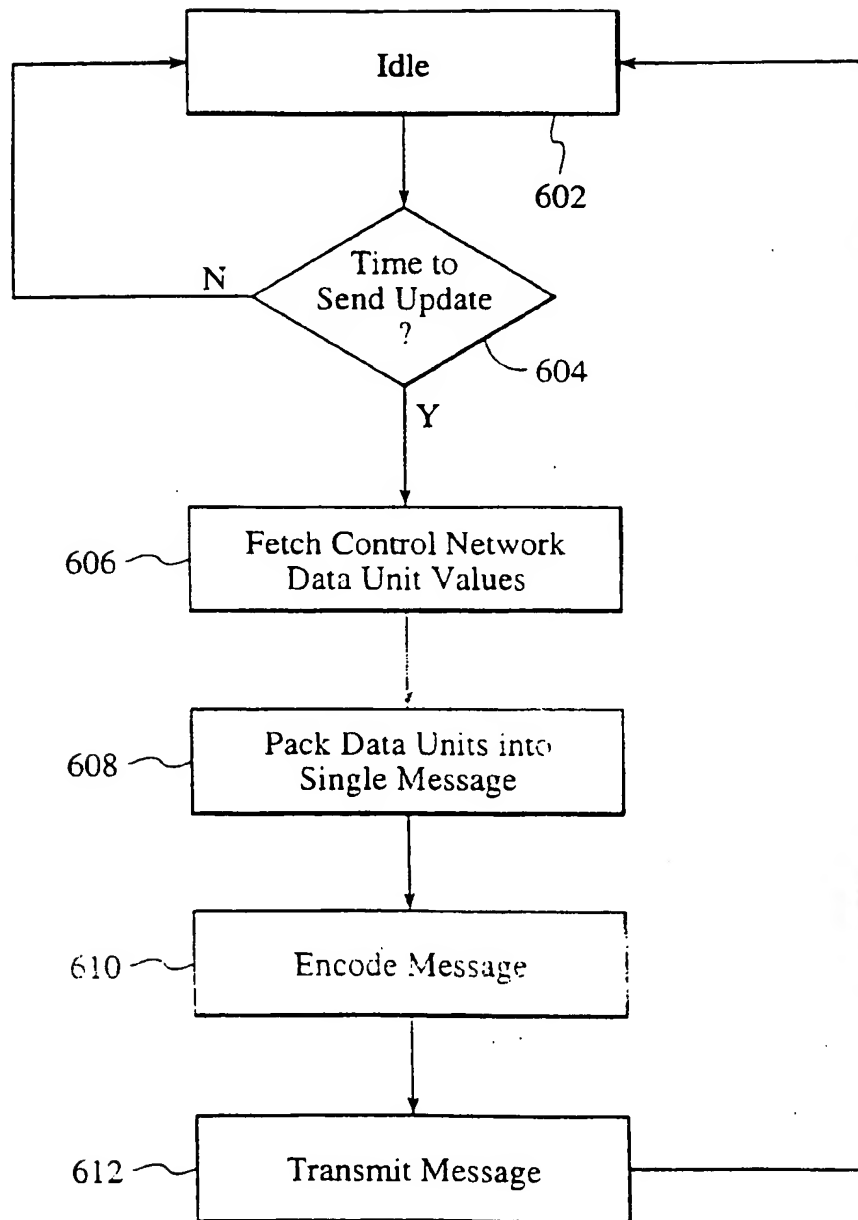 Idle
602
Time to
Send Update
?
N
604
Y
Fetch Control Network
Data Unit Values
606
Pack Data Units into
Single Message
608
Encode Message
610
Transmit Message
612